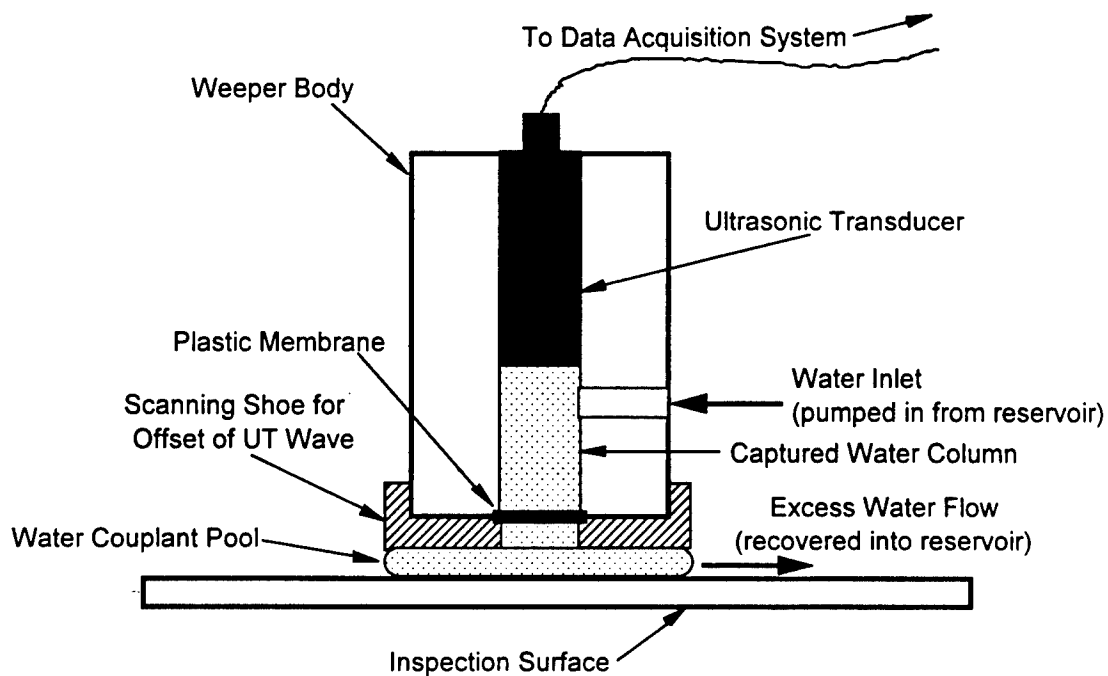 To Data Acquisition System
Weeper Body
Ultrasonic Transducer
Plastic Membrane
Water Inlet
(pumped in from reservoir)
Scanning Shoe for
Offset of UT Wave
Captured Water Column
Excess Water Flow
(recovered into reservoir)
Water Couplant Pool
Inspection Surface